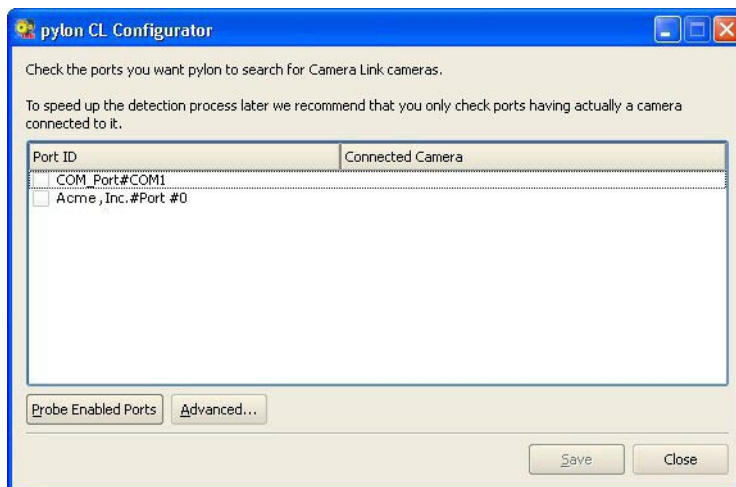 pylon CL Configurator
Check the ports you want pylon to search for Camera Link cameras.
To speed up the detection process later we recommend that you only check ports having actually a camera
connected to it.
Port ID Connected Camera
COM_Port#COM1
Acme ,Inc.#Port #0
Probe Enabled Ports Advanced...
Save Close